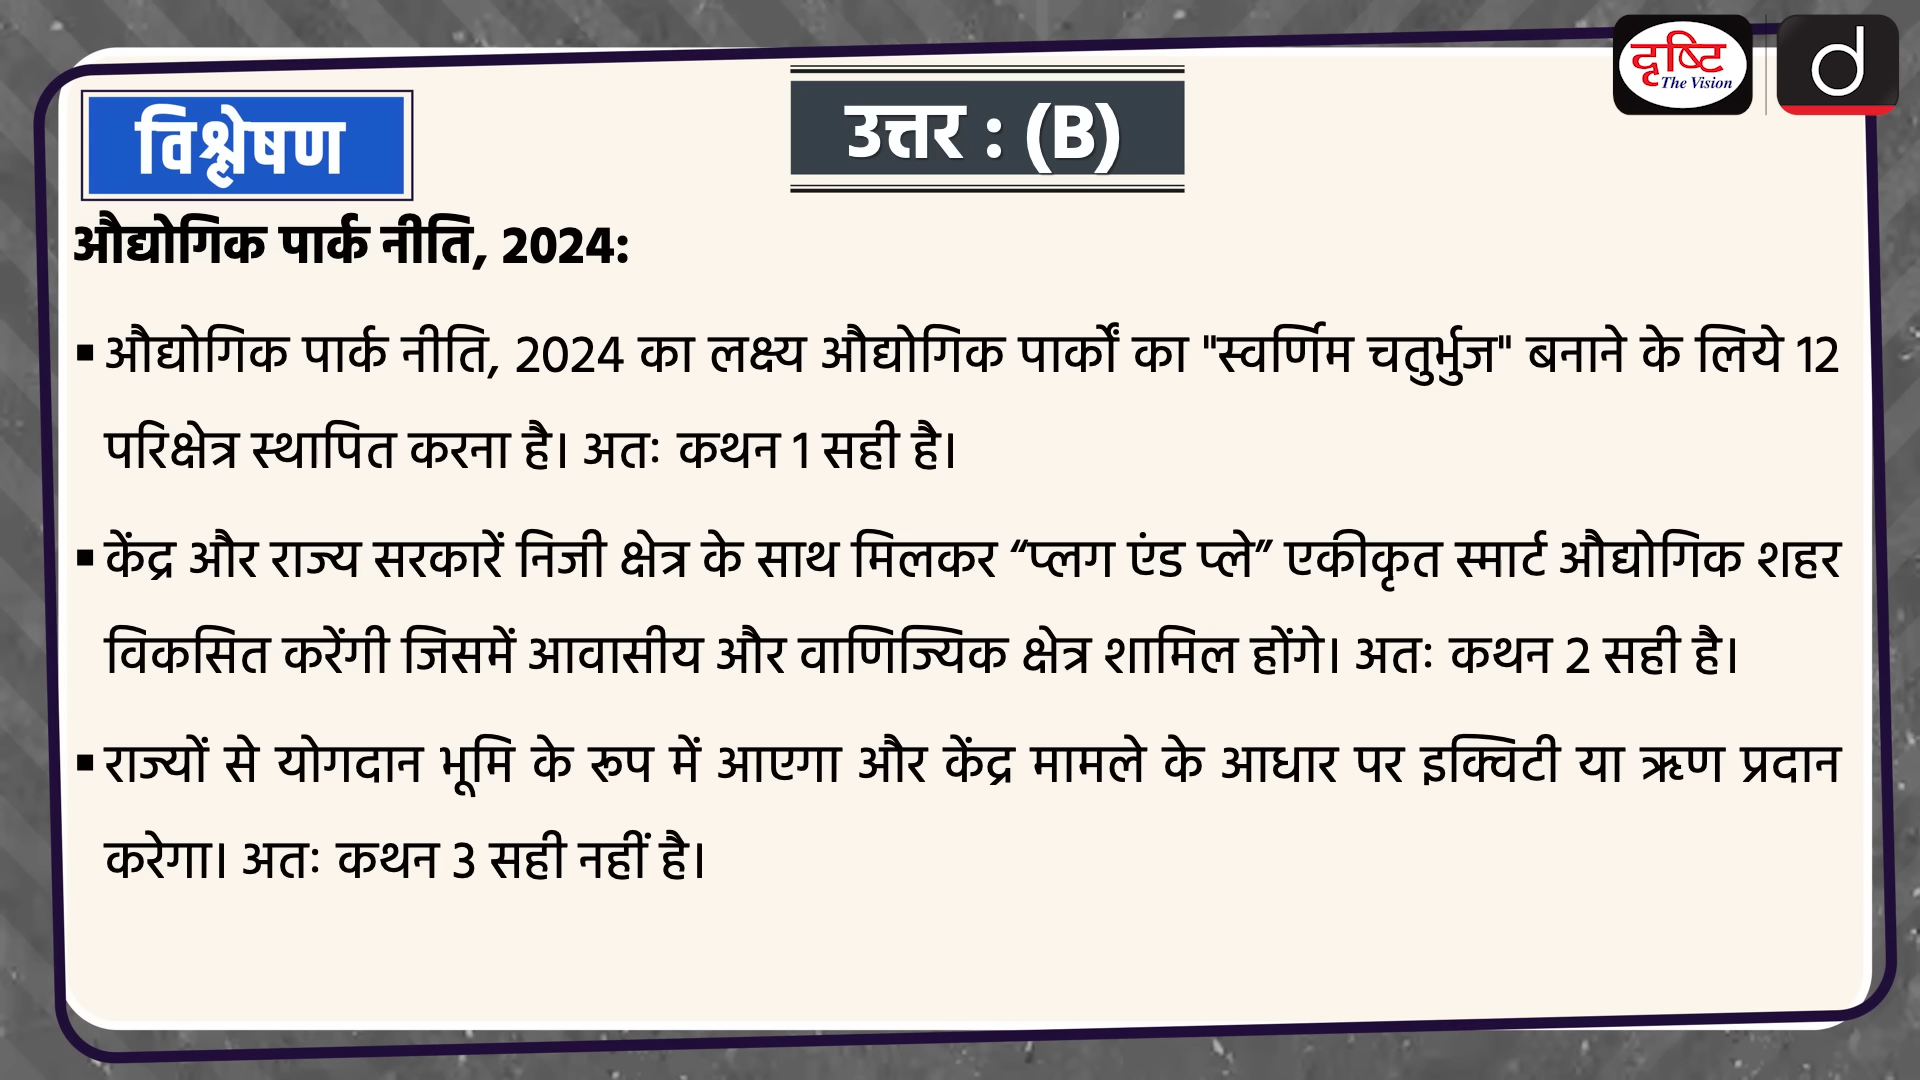 दृष्टि
The Vision
d
विश्लेषण
उत्तर : (B)
औद्योगिक पार्क नीति, 2024:
▪ औद्योगिक पार्क नीति, 2024 का लक्ष्य औद्योगिक पार्कों का "स्वर्णिम चतुर्भुज" बनाने के लिये 12
परिक्षेत्र स्थापित करना है। अतः कथन 1 सही है।
▪ केंद्र और राज्य सरकारें निजी क्षेत्र के साथ मिलकर “प्लग एंड प्ले” एकीकृत स्मार्ट औद्योगिक शहर
विकसित करेंगी जिसमें आवासीय और वाणिज्यिक क्षेत्र शामिल होंगे। अतः कथन 2 सही है।
▪ राज्यों से योगदान भूमि के रूप में आएगा और केंद्र मामले के आधार पर इक्विटी या ऋण प्रदान
करेगा। अतः कथन 3 सही नहीं है।